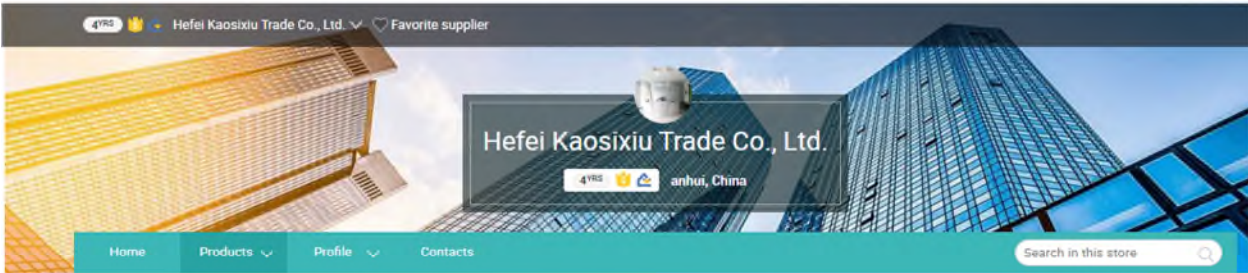 4YRS Hefei Kaosixiu Trade Co., Ltd. Favorite supplier
Hefei Kaosixiu Trade Co., Ltd.
4YRS anhui, China
Home Products Profile Contacts Search in this store